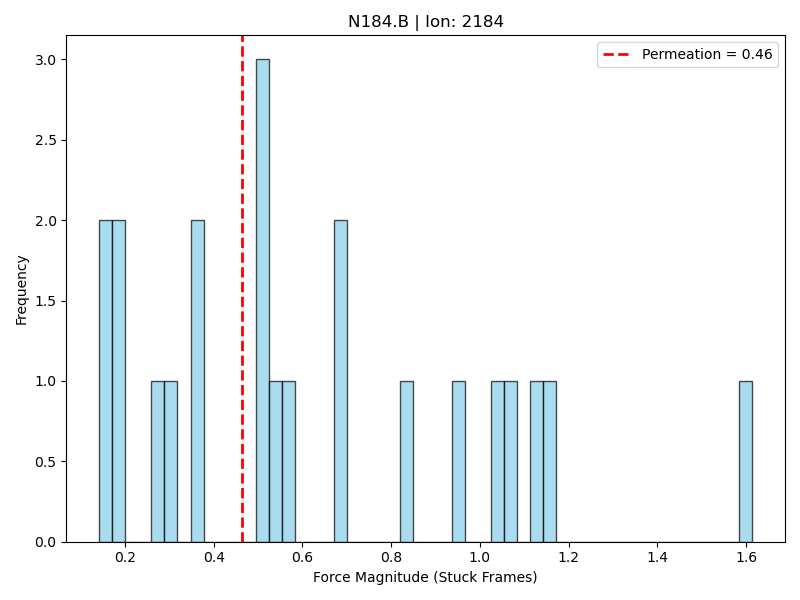 N184.B | Ion: 2184
Permeation = 0.46
Frequency
3.0
2.5
2.0
1.5
1.0
0.5
0.0
0.2 0.4 0.6 0.8 1.0 1.2 1.4 1.6
Force Magnitude (Stuck Frames)